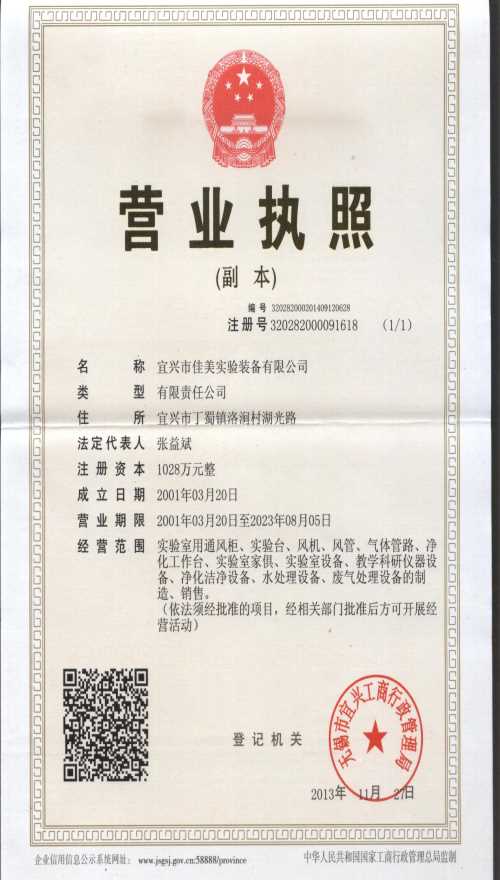 营业执照
(副 本)
编 号 320282000201409120628
注册号 320282000091618 (1/1)
名 称 宜兴市佳美实验装备有限公司
类 型 有限责任公司
住 所 宜兴市丁蜀镇洛涧村湖光路
法定代表人 张益斌
注册资本 1028万元整
成立日期 2001年03月20日
营业期限 2001年03月20日至2023年08月05日
经营范围 实验室用通风柜、实验台、风机、风管、气体管路、净
化工作台、实验室家俱、实验室设备、教学科研仪器设
备、净化洁净设备、水处理设备、废气处理设备的制
造、销售。
(依法须经批准的项目，经相关部门批准后方可开展经
营活动)
登记机关
无锡市宜兴工商行政管理局
2013年 11月 27日
企业信用信息公示系统网址： www.jsgsj.gov.cn:58888/province
中华人民共和国国家工商行政管理总局监制